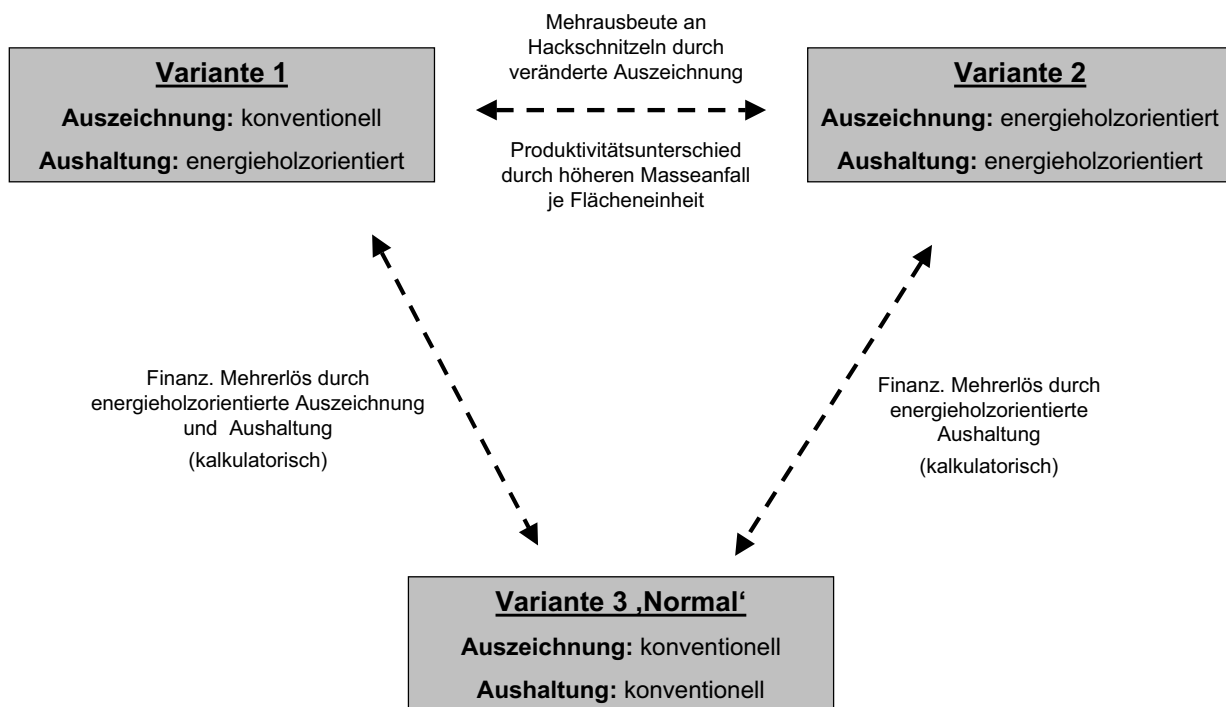 Mehrausbeute an
Hackschnitzeln durch
veränderte Auszeichnung
Variante 1
Auszeichnung: konventionell
Aushaltung: energieholzorientiert
Variante 2
Auszeichnung: energieholzorientiert
Aushaltung: energieholzorientiert
Produktivitätsunterschied
durch höheren Masseanfall
je Flächeneinheit
Finanz. Mehrerlös durch
energieholzorientierte Auszeichnung
und Aushaltung
(kalkulatorisch)
Finanz. Mehrerlös durch
energieholzorientierte
Aushaltung
(kalkulatorisch)
Variante 3 ‚Normal‘
Auszeichnung: konventionell
Aushaltung: konventionell